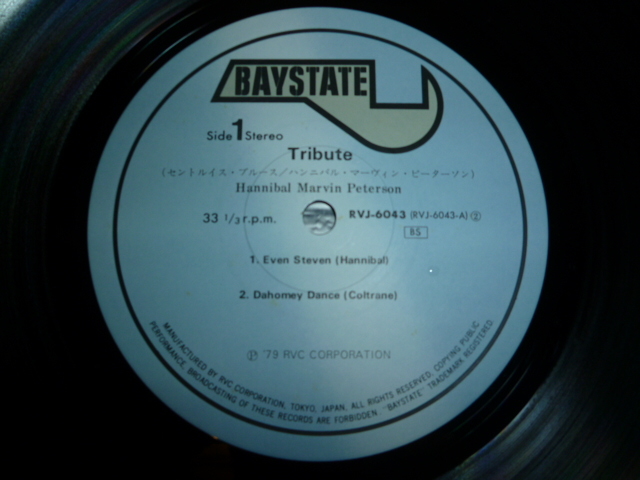 BAYSTATE
Side 1 Stereo
Tribute
(セントルイス・ブルース/ハンニバル・マーヴィン・ピーターソン)
Hannibal Marvin Peterson
33 1/3 r.p.m.
RVJ-6043 (RVJ-6043-A) ②
BS
1. Even Steven (Hannibal)
2. Dahomey Dance (Coltrane)
Ⓟ '79 RVC CORPORATION
MANUFACTURED BY RVC CORPORATION, TOKYO, JAPAN. ALL RIGHTS RESERVED, COPYING PUBLIC
PERFORMANCE, BROADCASTING OF THESE RECORDS ARE FORBIDDEN. "BAYSTATE" TRADEMARK REGISTERED.